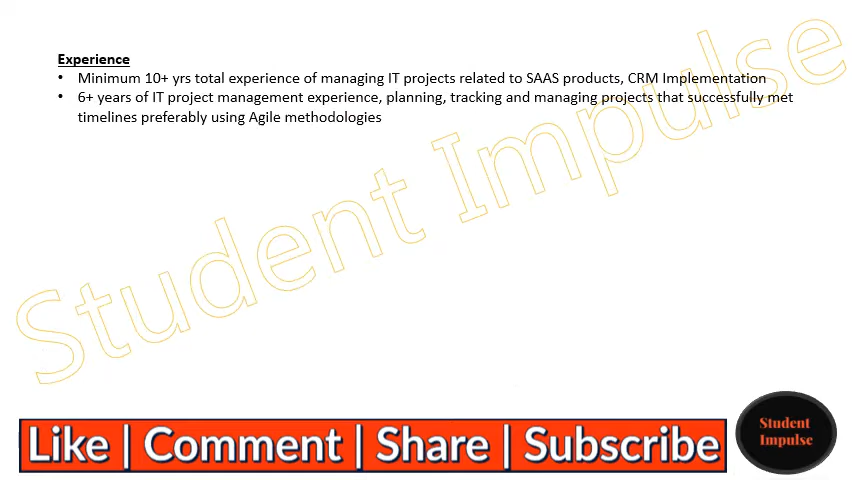 Experience
• Minimum 10+ yrs total experience of managing IT projects related to SAAS products, CRM Implementation
• 6+ years of IT project management experience, planning, tracking and managing projects that successfully met
timelines preferably using Agile methodologies
Student Impulse
Like | Comment | Share | Subscribe
Student
Impulse